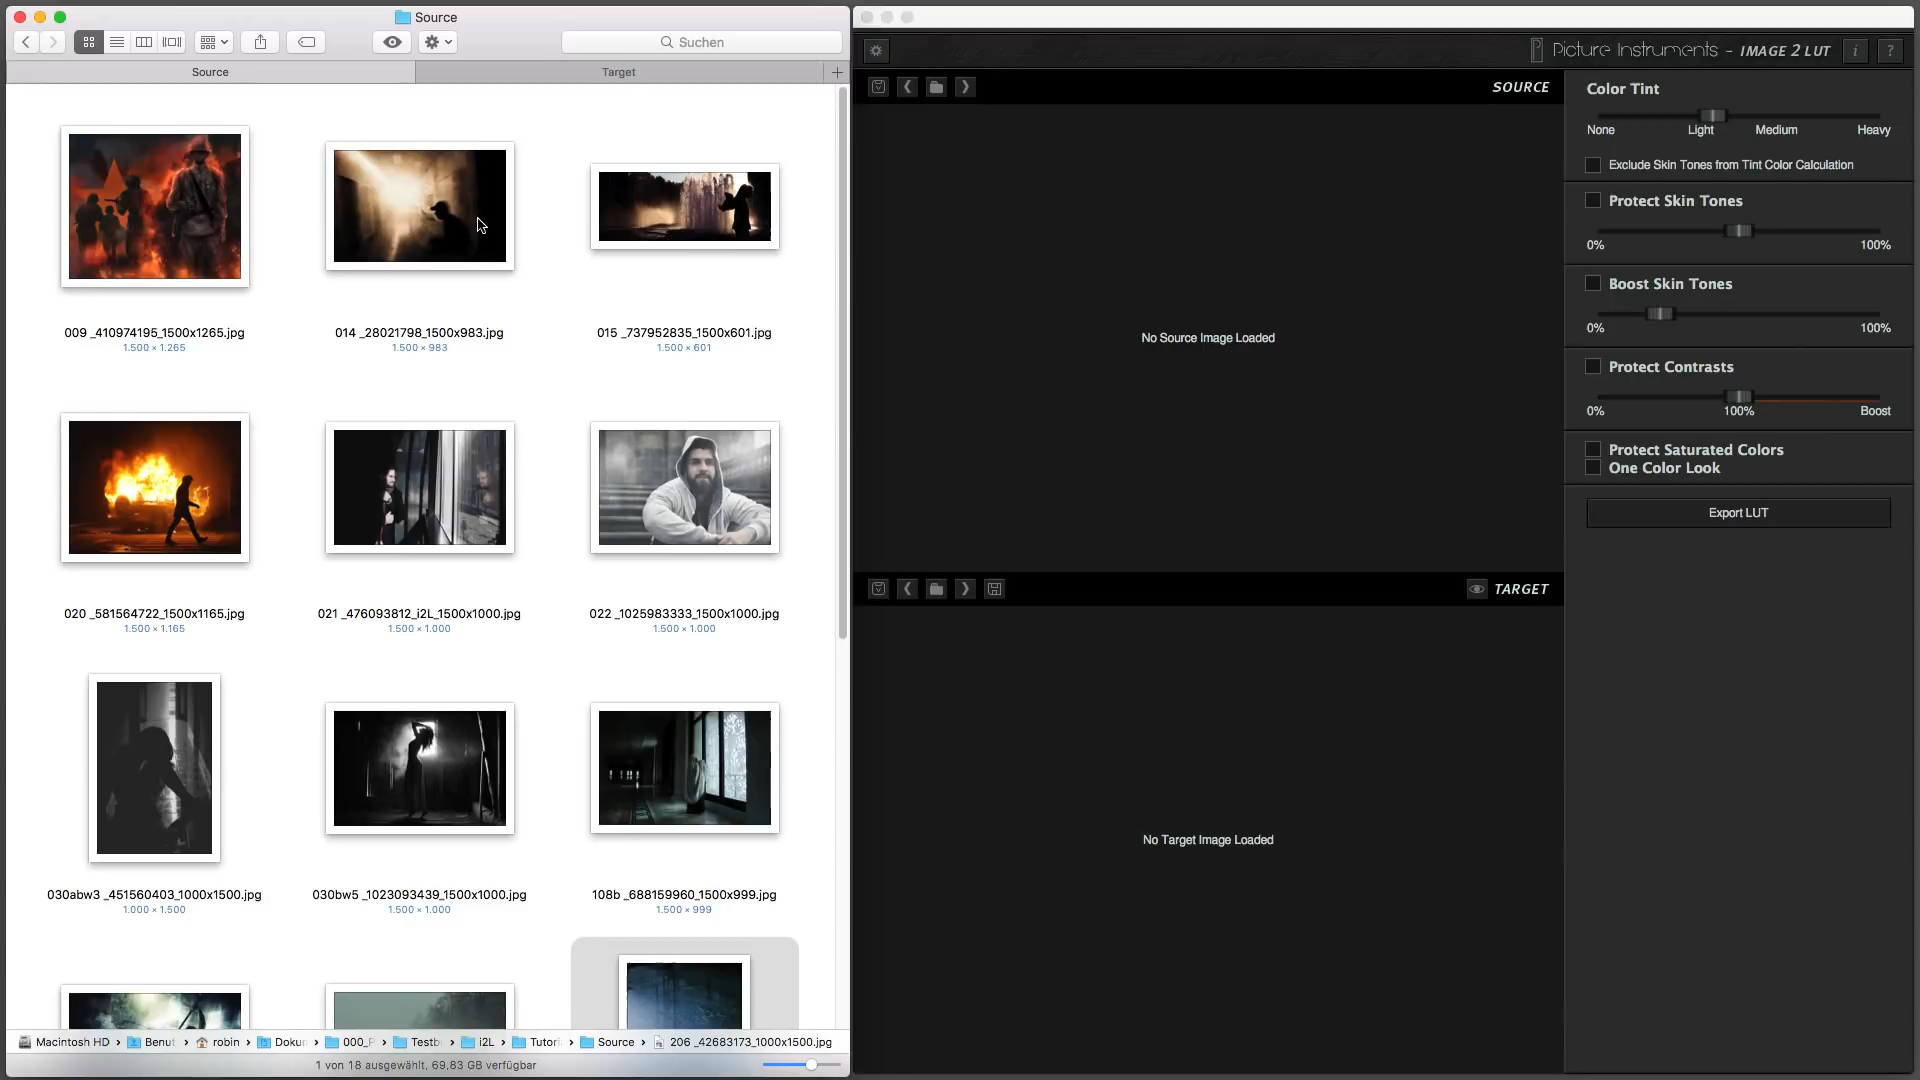 Source
Suchen
Source
Target
009 _410974195_1500x1265.jpg
1.500 × 1.265
014 _28021798_1500x983.jpg
1.500 × 983
015 _737952835_1500x601.jpg
1.500 × 601
020 _581564722_1500x1165.jpg
1.500 × 1.165
021 _476093812_i2L_1500x1000.jpg
1.500 × 1.000
022 _1025983333_1500x1000.jpg
1.500 × 1.000
030abw3 _451560403_1000x1500.jpg
1.000 × 1.500
030bw5 _1023093439_1500x1000.jpg
1.500 × 1.000
108b _688159960_1500x999.jpg
1.500 × 999
Macintosh HD › Benut › robin › Dokun › 000_P › Testb › i2L › Tutori › Source › 206 _42683173_1000x1500.jpg
1 von 18 ausgewählt, 69,83 GB verfügbar
Picture Instruments - IMAGE 2 LUT
i
?
SOURCE
No Source Image Loaded
TARGET
No Target Image Loaded
Color Tint
None Light Medium Heavy
Exclude Skin Tones from Tint Color Calculation
Protect Skin Tones
0% 100%
Boost Skin Tones
0% 100%
Protect Contrasts
0% 100% Boost
Protect Saturated Colors
One Color Look
Export LUT